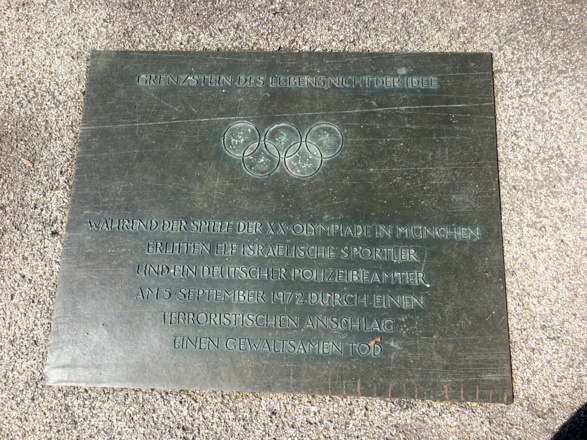 GRENZSTEIN DES LEBENS NICHT DER IDEE
WÄHREND DER SPIELE DER XX·OLYMPIADE IN MÜNCHEN
ERLITTEN ELF ISRAELISCHE SPORTLER
UND EIN DEUTSCHER POLIZEIBEAMTER
AM 5·SEPTEMBER 1972 DURCH EINEN
TERRORISTISCHEN ANSCHLAG
EINEN GEWALTSAMEN TOD